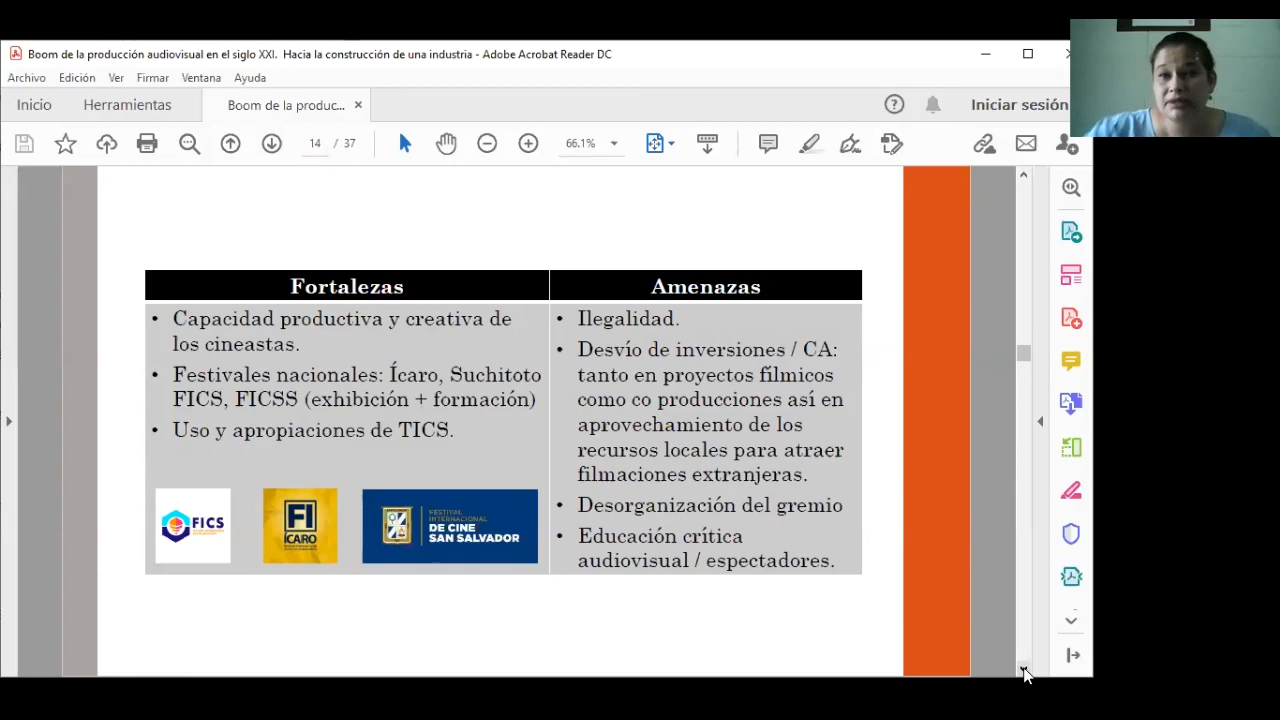 Boom de la producción audiovisual en el siglo XXI. Hacia la construcción de una industria - Adobe Acrobat Reader DC
Archivo Edición Ver Firmar Ventana Ayuda
Inicio Herramientas Boom de la produc... × Iniciar sesión
14 / 37 66.1%
Fortalezas
• Capacidad productiva y creativa de
los cineastas.
• Festivales nacionales: Ícaro, Suchitoto
FICS, FICSS (exhibición + formación)
• Uso y apropiaciones de TICS.
FICS
FI
ICARO
FESTIVAL
INTERNACIONAL
DE CINE
SAN SALVADOR
Amenazas
• Ilegalidad.
• Desvío de inversiones / CA:
tanto en proyectos fílmicos
como co producciones así en
aprovechamiento de los
recursos locales para atraer
filmaciones extranjeras.
• Desorganización del gremio
• Educación crítica
audiovisual / espectadores.